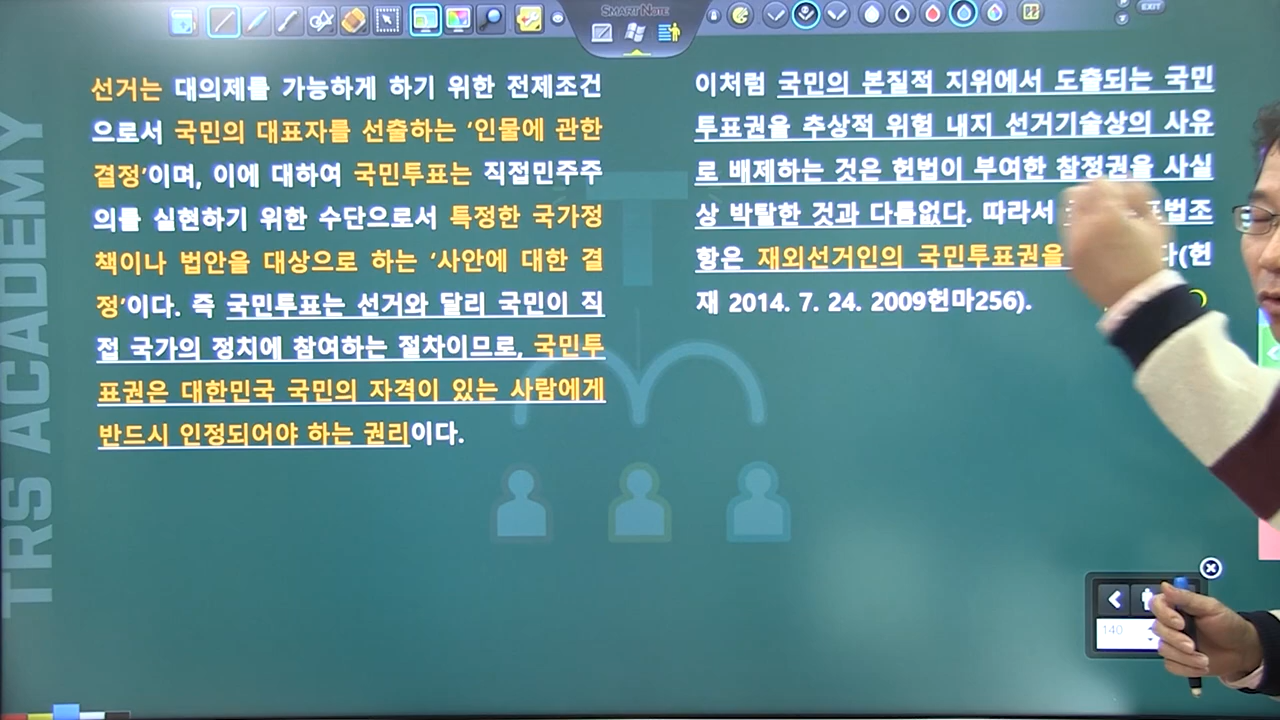 SMART NOTE
EXIT
TRS ACADEMY
선거는 대의제를 가능하게 하기 위한 전제조건
으로서 국민의 대표자를 선출하는 ‘인물에 관한
결정’이며, 이에 대하여 국민투표는 직접민주주
의를 실현하기 위한 수단으로서 특정한 국가정
책이나 법안을 대상으로 하는 ‘사안에 대한 결
정’이다. 즉 국민투표는 선거와 달리 국민이 직
접 국가의 정치에 참여하는 절차이므로, 국민투
표권은 대한민국 국민의 자격이 있는 사람에게
반드시 인정되어야 하는 권리이다.
이처럼 국민의 본질적 지위에서 도출되는 국민
투표권을 추상적 위험 내지 선거기술상의 사유
로 배제하는 것은 헌법이 부여한 참정권을 사실
상 박탈한 것과 다름없다. 따라서 법조
항은 재외선거인의 국민투표권을 다(헌
재 2014. 7. 24. 2009헌마256).
140